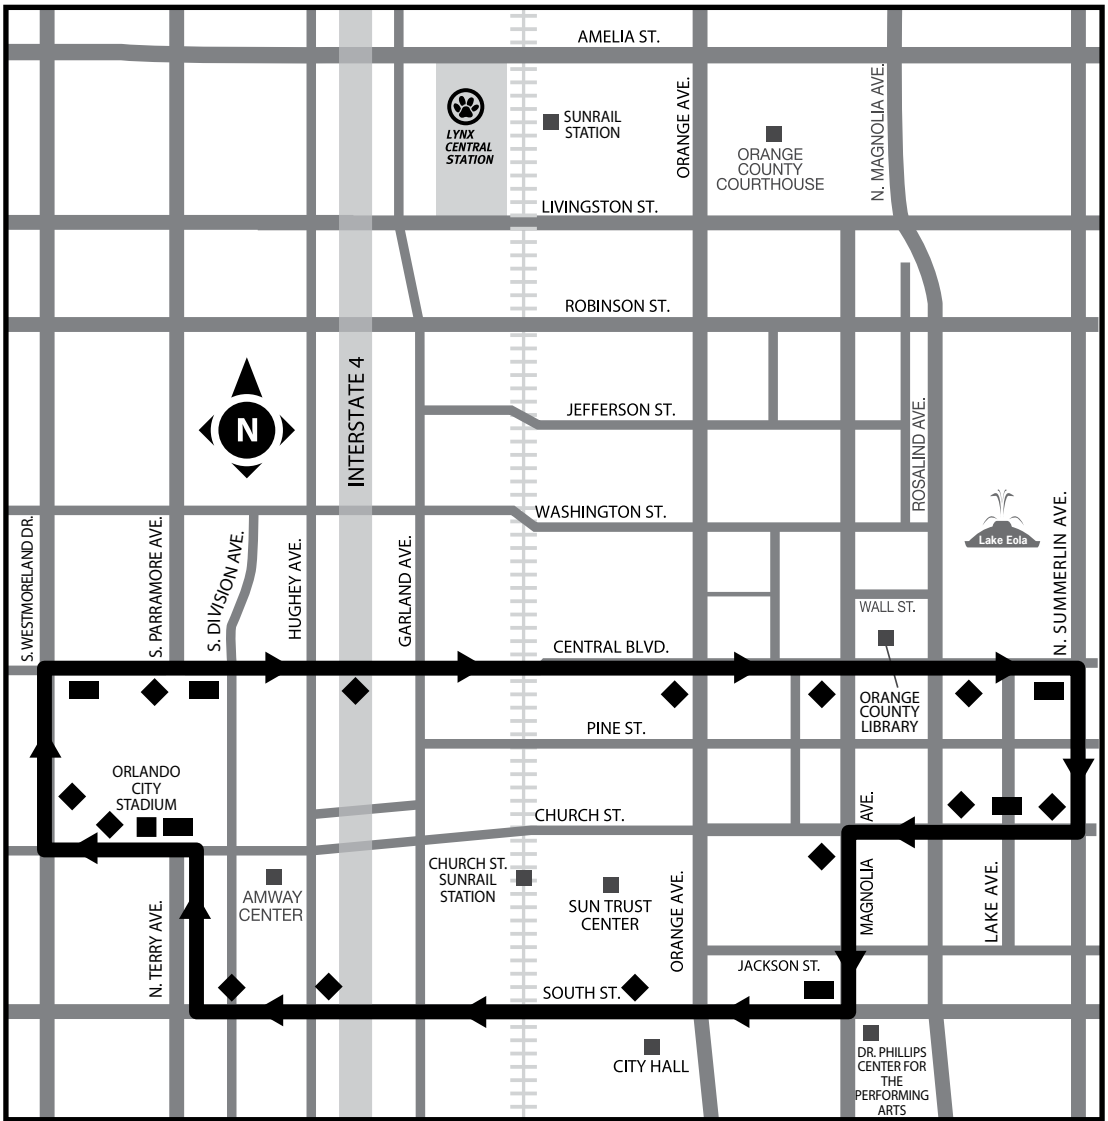 AMELIA ST.
LYNX
CENTRAL
STATION
SUNRAIL
STATION
ORANGE AVE.
ORANGE
COUNTY
COURTHOUSE
N. MAGNOLIA AVE.
LIVINGSTON ST.
ROBINSON ST.
N
INTERSTATE 4
JEFFERSON ST.
ROSALIND AVE.
WASHINGTON ST.
Lake Eola
S. WESTMORELAND DR.
S. PARRAMORE AVE.
S. DIVISION AVE.
HUGHEY AVE.
GARLAND AVE.
N. SUMMERLIN AVE.
WALL ST.
CENTRAL BLVD.
ORANGE
COUNTY
LIBRARY
PINE ST.
ORLANDO
CITY
STADIUM
CHURCH ST.
MAGNOLIA AVE.
CHURCH ST.
SUNRAIL
STATION
AMWAY
CENTER
SUN TRUST
CENTER
N. TERRY AVE.
ORANGE AVE.
LAKE AVE.
JACKSON ST.
SOUTH ST.
CITY HALL
DR. PHILLIPS
CENTER FOR
THE
PERFORMING
ARTS